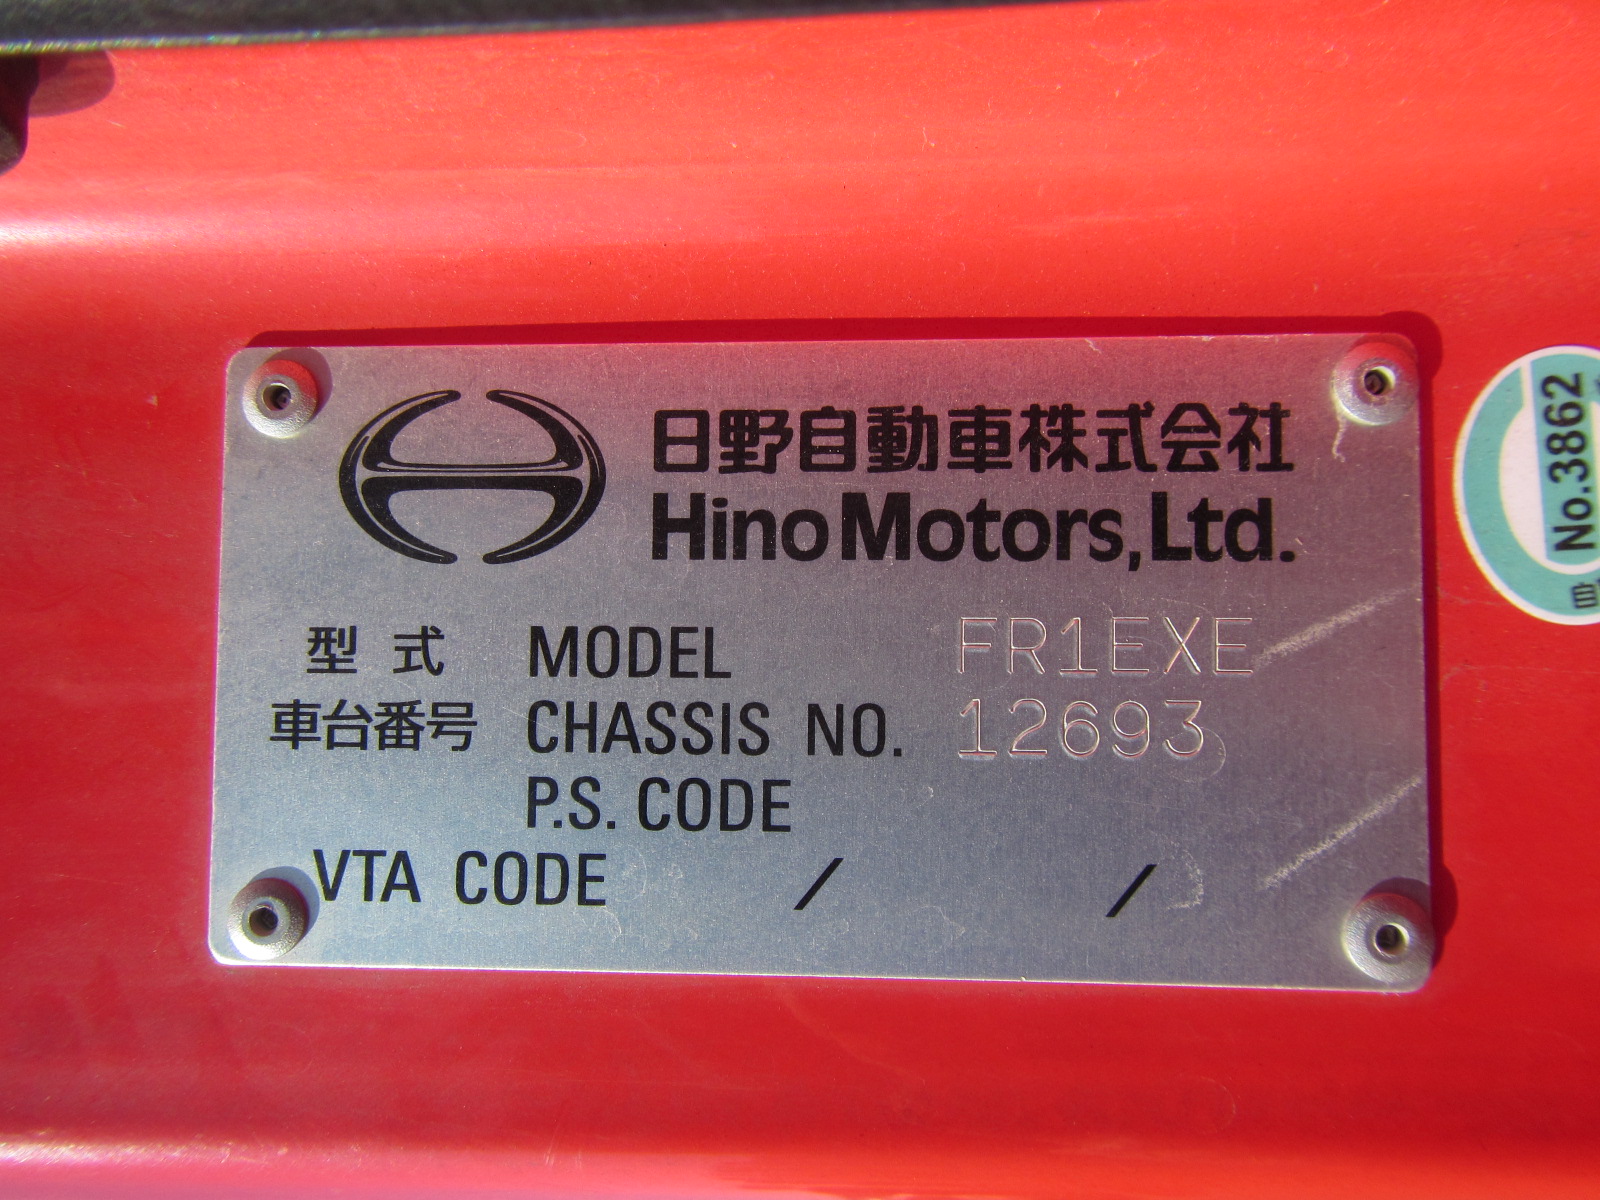 日野自動車株式会社
Hino Motors, Ltd.
型式 MODEL FR1EXE
車台番号 CHASSIS NO. 12693
P.S. CODE
VTA CODE / /
No.3862